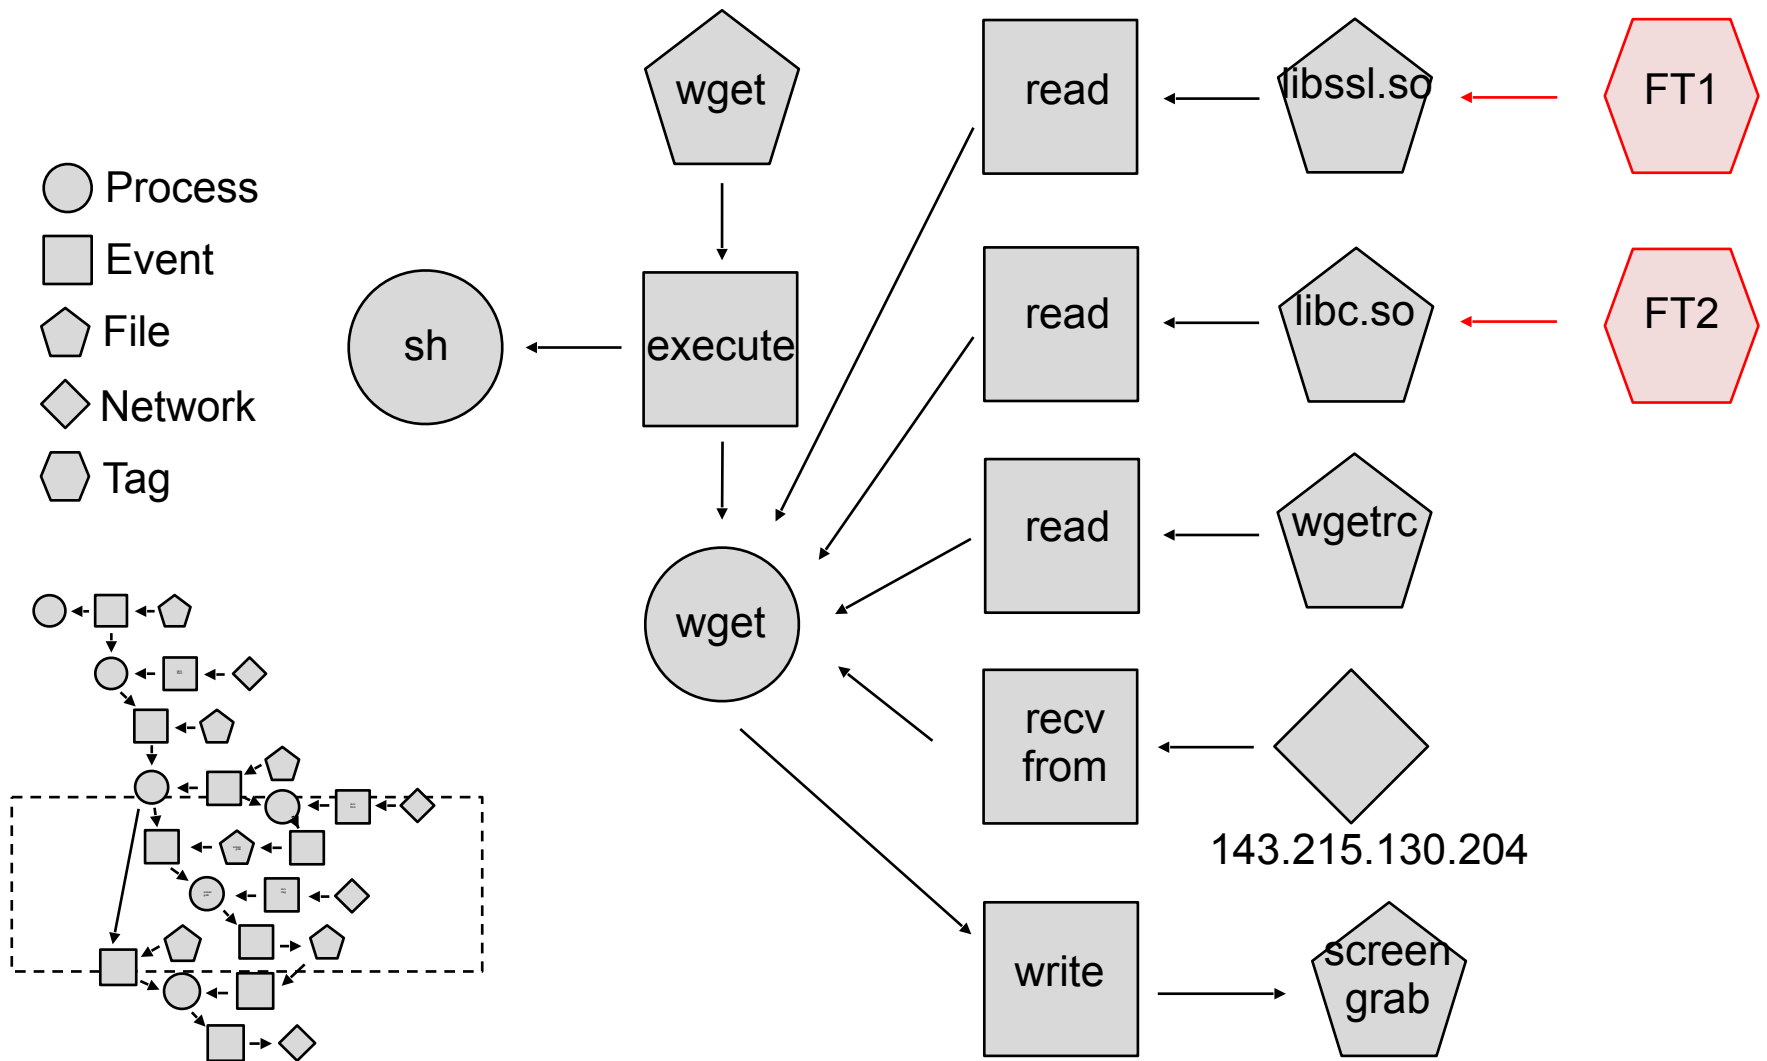 wget
read
libssl.so
FT1
Process
Event
File
Network
Tag
sh
execute
read
libc.so
FT2
read
wgetrc
wget
recv
from
143.215.130.204
write
screen
grab